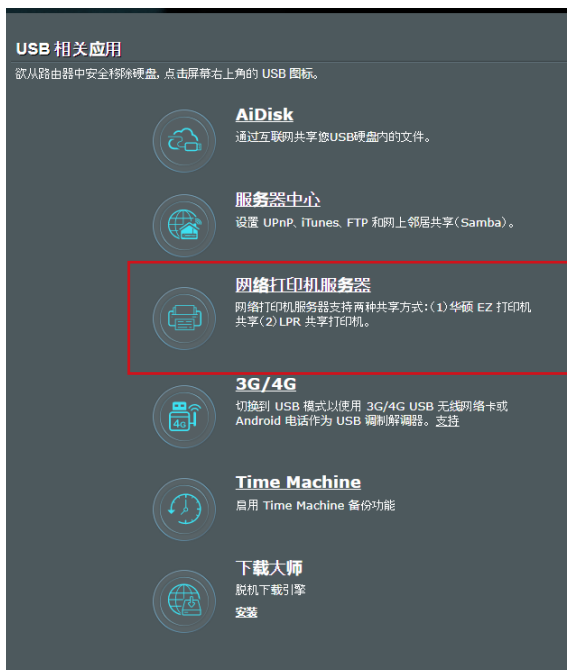 USB 相关应用
欲从路由器中安全移除硬盘, 点击屏幕右上角的 USB 图标。
AiDisk
通过互联网共享您USB硬盘内的文件。
服务器中心
设置 UPnP、iTunes、FTP 和网上邻居共享(Samba)。
网络打印机服务器
网络打印机服务器支持两种共享方式:(1)华硕 EZ 打印机
共享(2)LPR 共享打印机。
3G/4G
切换到 USB 模式以使用 3G/4G USB 无线网络卡或
Android 电话作为 USB 调制解调器。支持
4G
Time Machine
启用 Time Machine 备份功能
下载大师
脱机下载引擎
安装